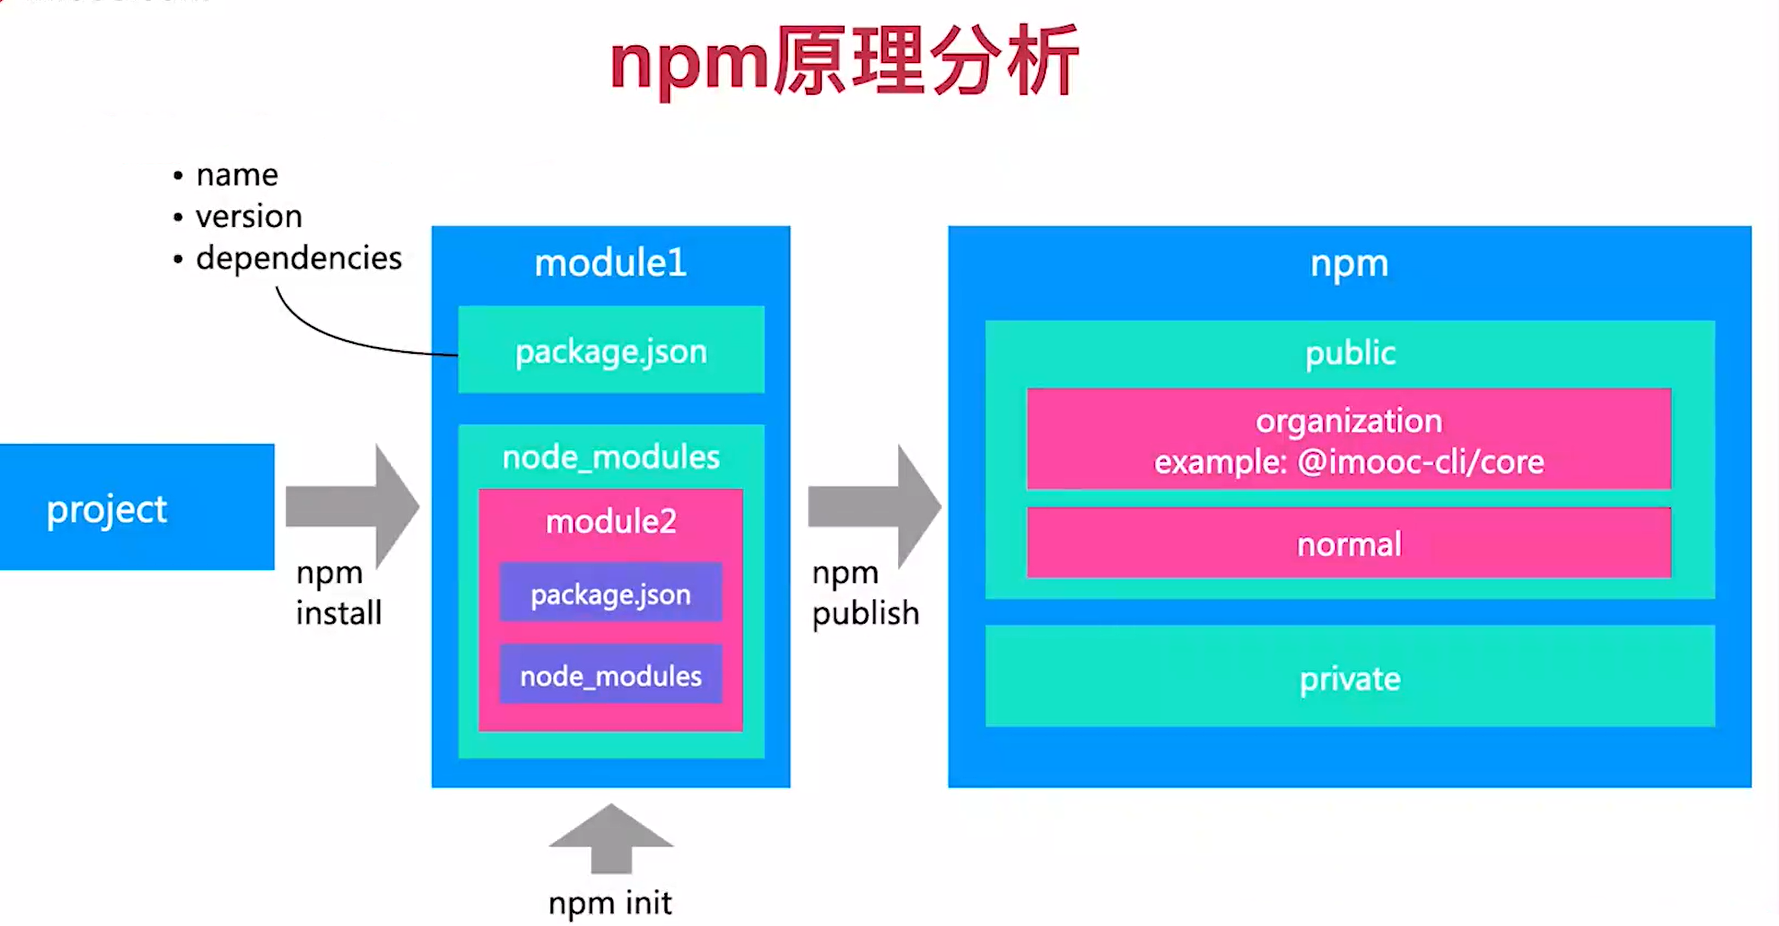 npm原理分析
• name
• version
• dependencies
project
npm
install
module1
package.json
node_modules
module2
package.json
node_modules
npm init
npm
publish
npm
public
organization
example: @imooc-cli/core
normal
private